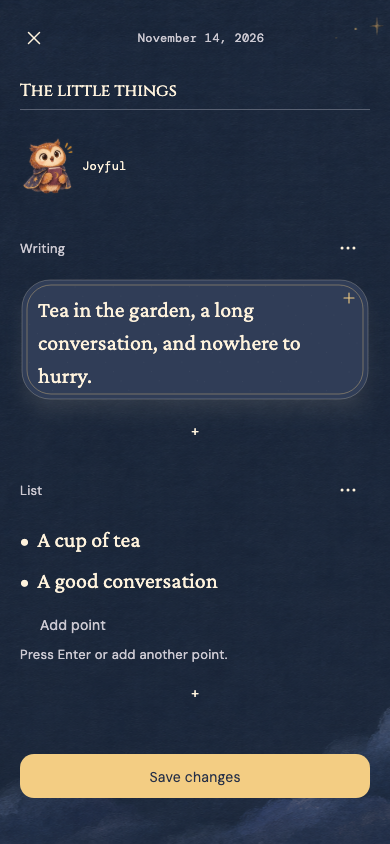 November 14, 2026
The little things
Joyful
Writing
Tea in the garden, a long
conversation, and nowhere to
hurry.
+
List
• A cup of tea
• A good conversation
Add point
Press Enter or add another point.
+
Save changes